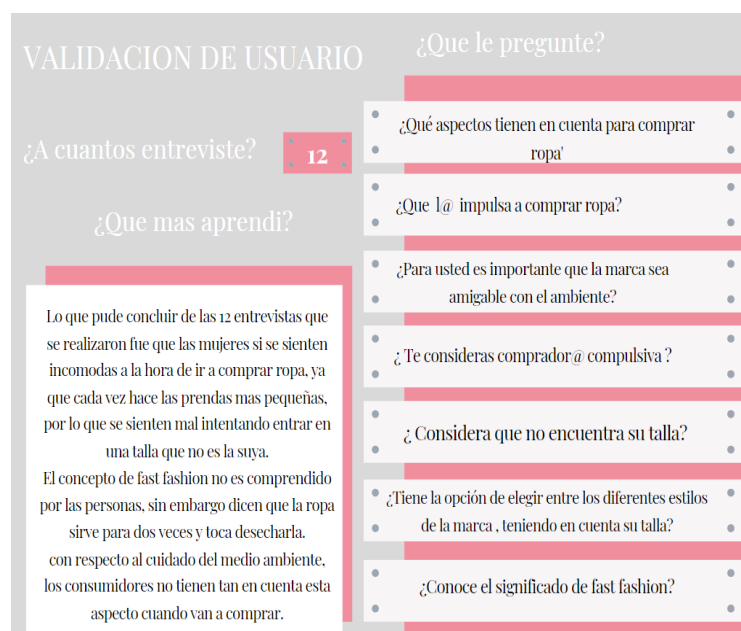 VALIDACION DE USUARIO
¿A cuantos entreviste?
12
¿Que mas aprendi?
Lo que pude concluir de las 12 entrevistas que
se realizaron fue que las mujeres si se sienten
incomodas a la hora de ir a comprar ropa, ya
que cada vez hace las prendas mas pequeñas,
por lo que se sienten mal intentando entrar en
una talla que no es la suya.
El concepto de fast fashion no es comprendido
por las personas, sin embargo dicen que la ropa
sirve para dos veces y toca desecharla.
con respecto al cuidado del medio ambiente,
los consumidores no tienen tan en cuenta esta
aspecto cuando van a comprar.
¿Que le pregunte?
¿Qué aspectos tienen en cuenta para comprar
ropa'
¿Que l@ impulsa a comprar ropa?
¿Para usted es importante que la marca sea
amigable con el ambiente?
¿ Te consideras comprador@ compulsiva ?
¿ Considera que no encuentra su talla?
¿Tiene la opción de elegir entre los diferentes estilos
de la marca , teniendo en cuenta su talla?
¿Conoce el significado de fast fashion?